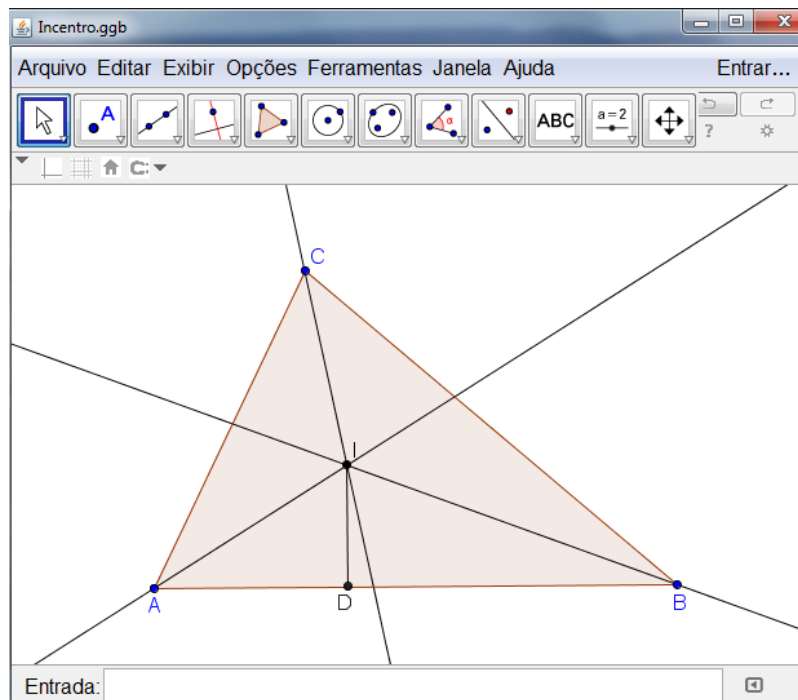 Incentro.ggb
Arquivo Editar Exibir Opções Ferramentas Janela Ajuda Entrar...
A α ABC a=2 ?
C
I
A D B
Entrada: